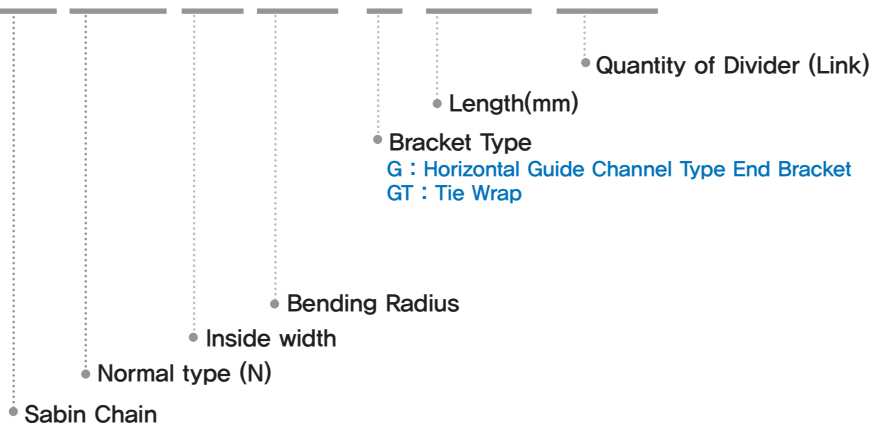 Quantity of Divider (Link)
Length(mm)
Bracket Type
G : Horizontal Guide Channel Type End Bracket
GT : Tie Wrap
Bending Radius
Inside width
Normal type (N)
Sabin Chain